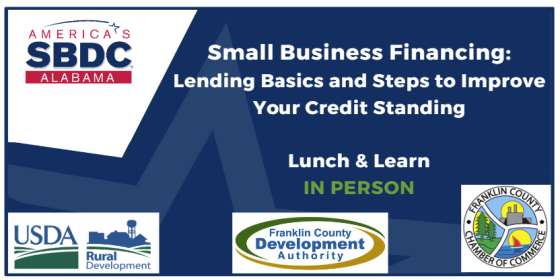 AMERICA'S
SBDC
ALABAMA
Small Business Financing:
Lending Basics and Steps to Improve
Your Credit Standing
Lunch & Learn
IN PERSON
USDA
Rural
Development
Franklin County
Development
Authority
FRANKLIN COUNTY
CHAMBER OF COMMERCE